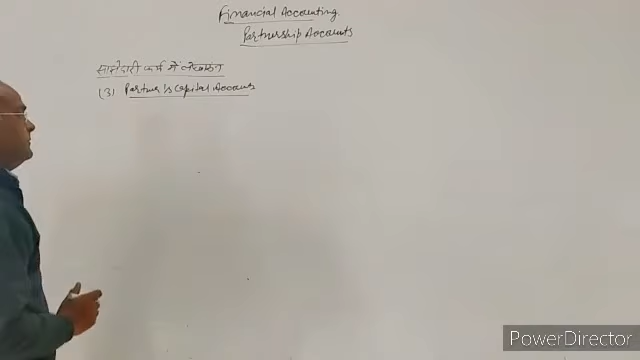 Financial Accounting
Partnership Accounts
साझेदारी फर्म में लेखांकन
(3) Partner's Capital Accounts
PowerDirector